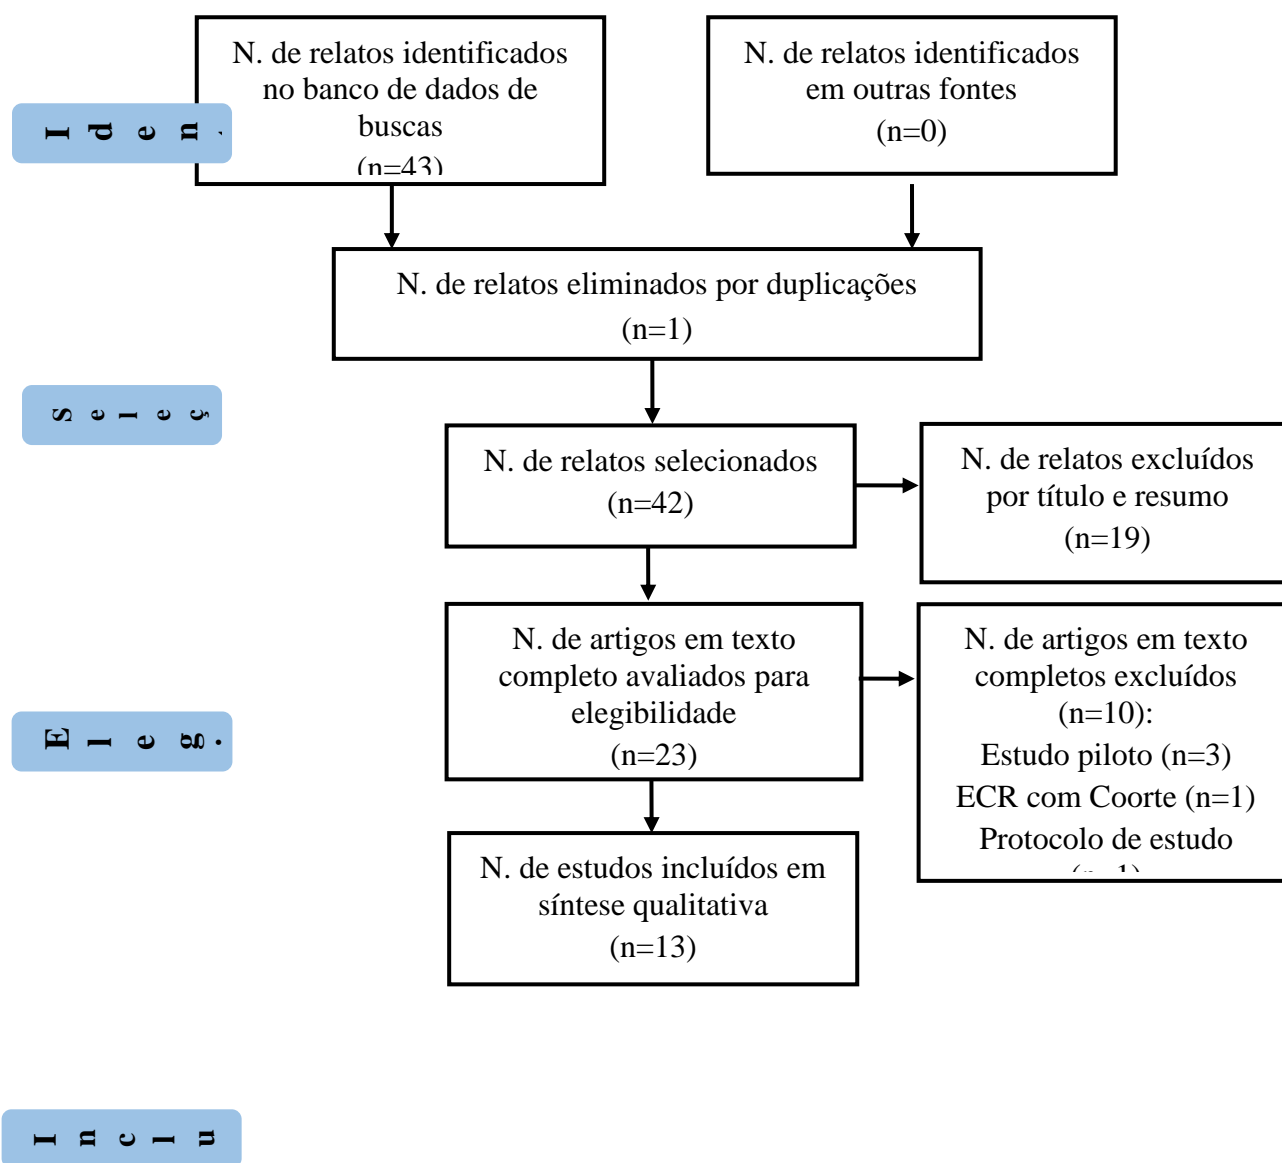 N. de relatos identificados
no banco de dados de
buscas
(n=43)
N. de relatos identificados
em outras fontes
(n=0)
I d e n
N. de relatos eliminados por duplicações
(n=1)
S e l e ç
N. de relatos selecionados
(n=42)
N. de relatos excluídos
por título e resumo
(n=19)
N. de artigos em texto
completo avaliados para
elegibilidade
(n=23)
N. de artigos em texto
completos excluídos
(n=10):
Estudo piloto (n=3)
ECR com Coorte (n=1)
Protocolo de estudo
E l e g .
N. de estudos incluídos em
síntese qualitativa
(n=13)
I n c l u